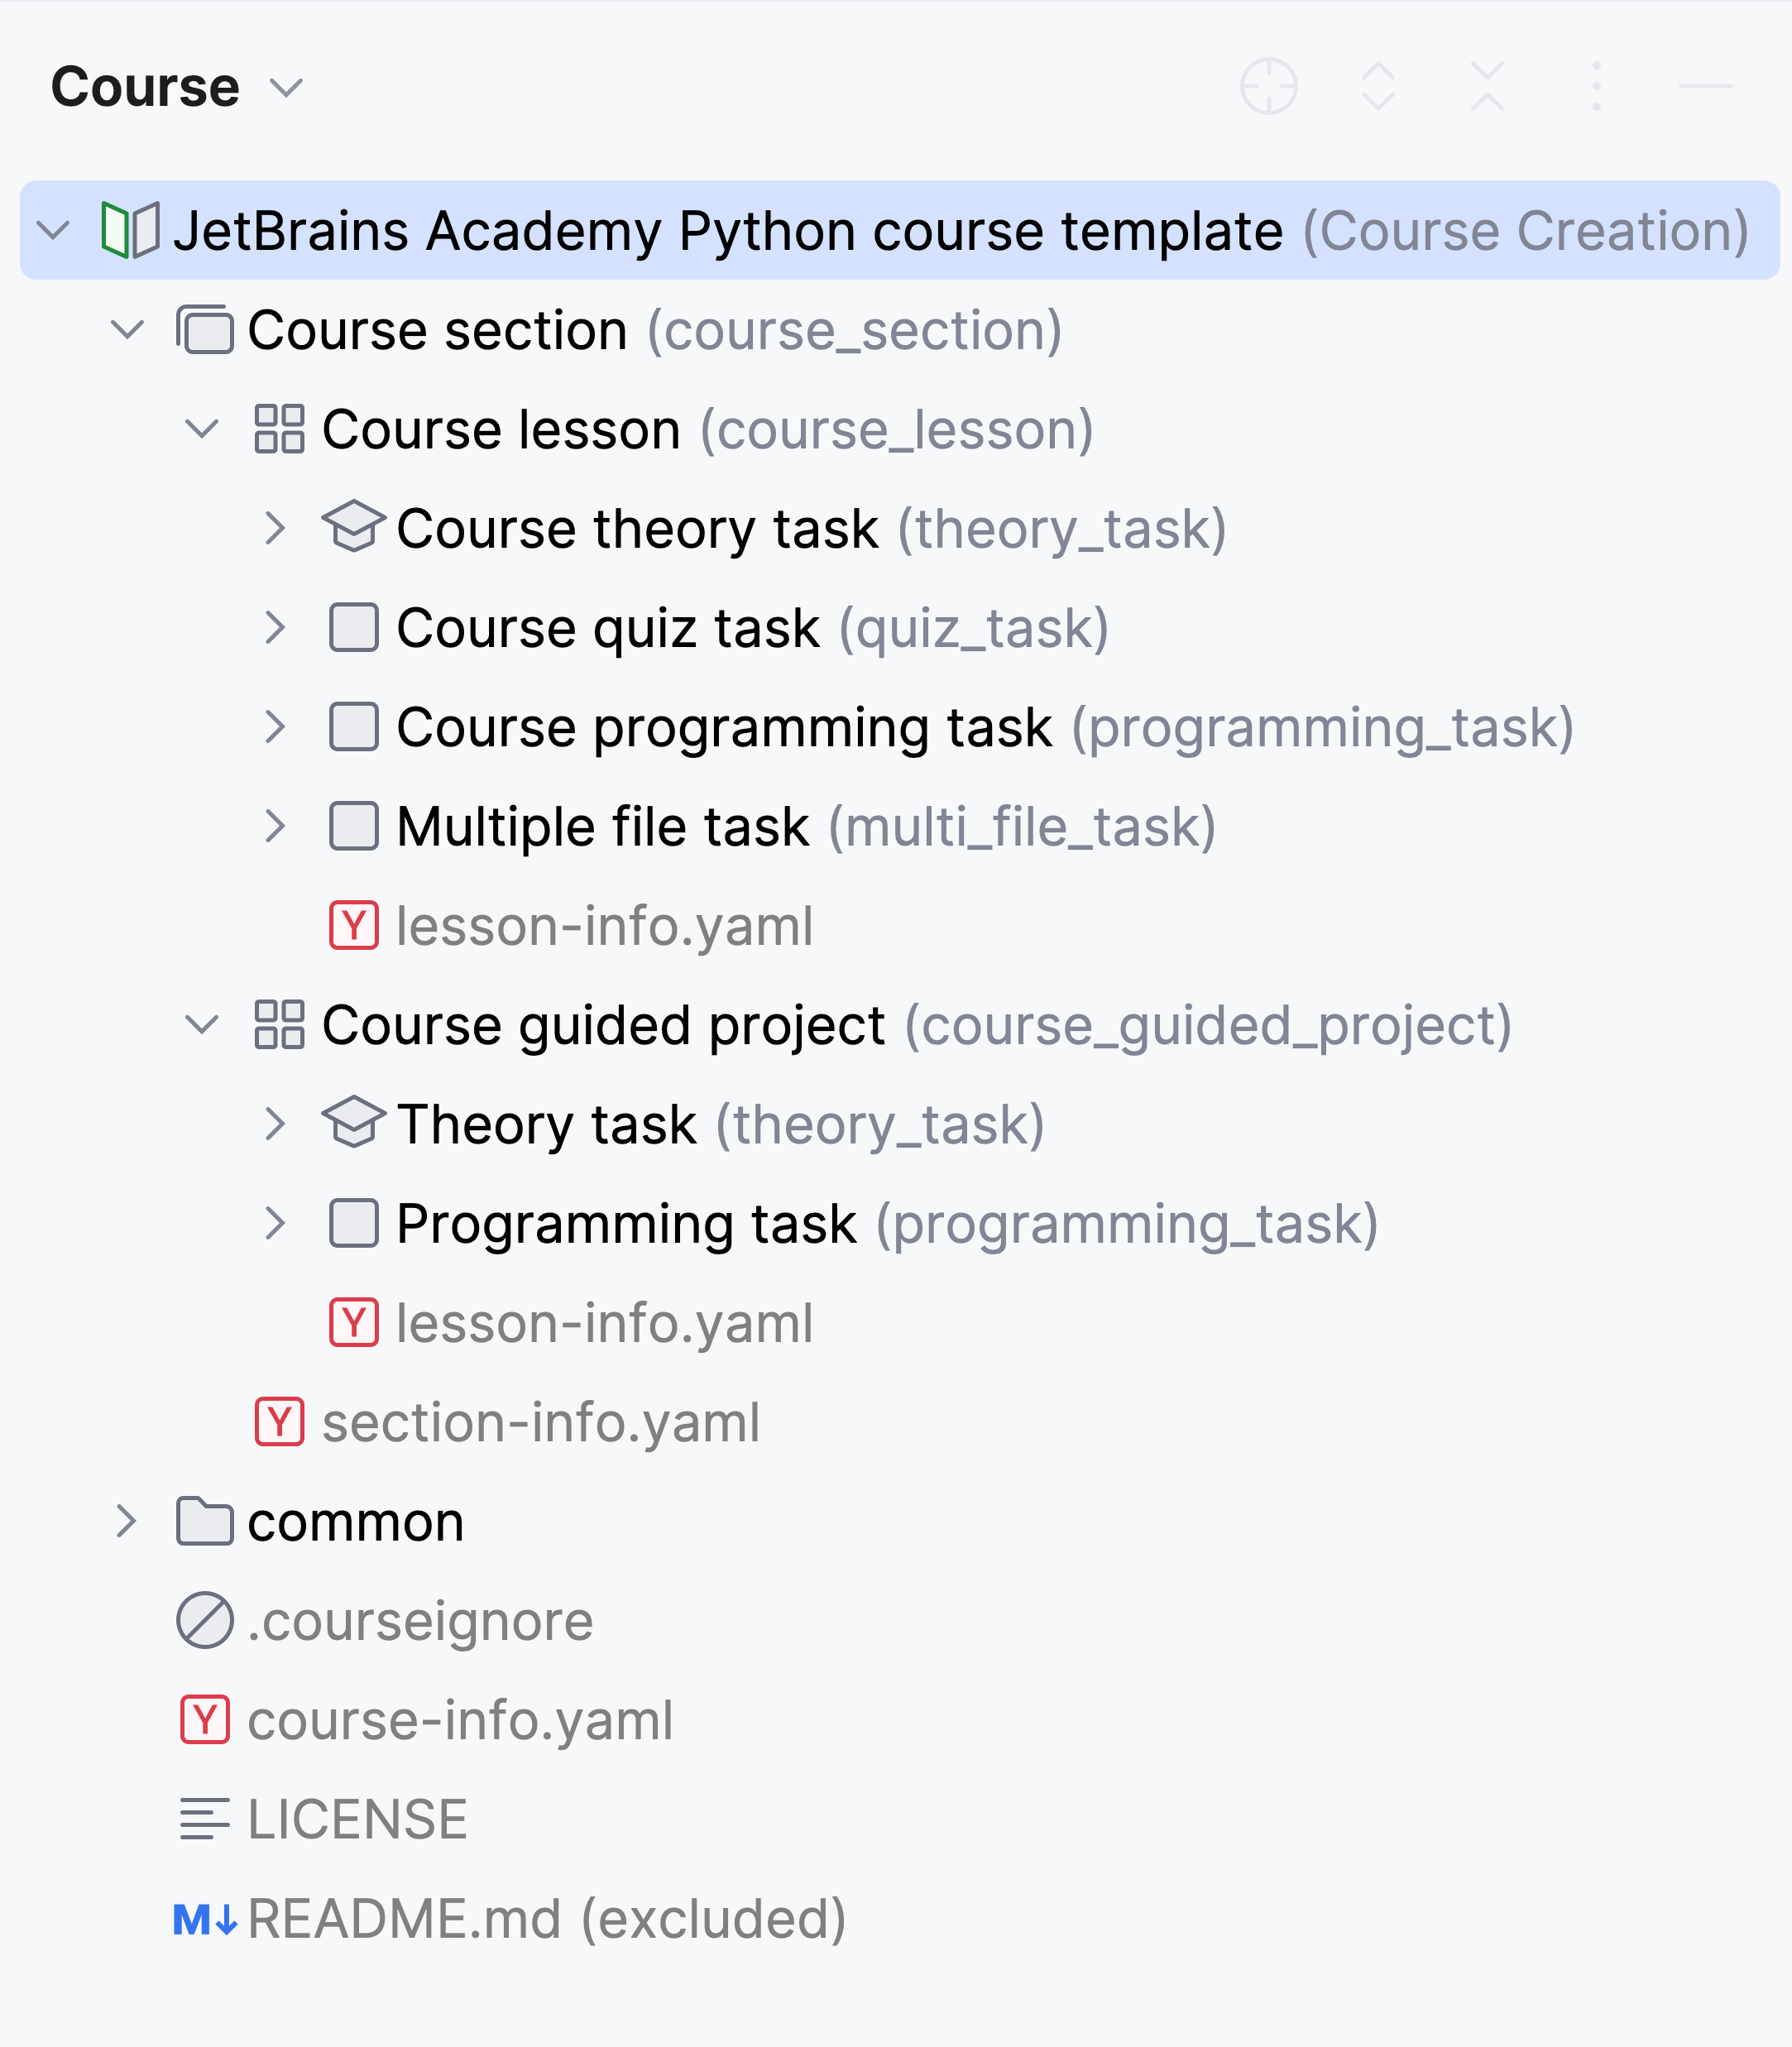 Course
JetBrains Academy Python course template (Course Creation)
Course section (course_section)
Course lesson (course_lesson)
Course theory task (theory_task)
Course quiz task (quiz_task)
Course programming task (programming_task)
Multiple file task (multi_file_task)
Y lesson-info.yaml
Course guided project (course_guided_project)
Theory task (theory_task)
Programming task (programming_task)
Y lesson-info.yaml
Y section-info.yaml
common
.courseignore
Y course-info.yaml
LICENSE
M↓ README.md (excluded)